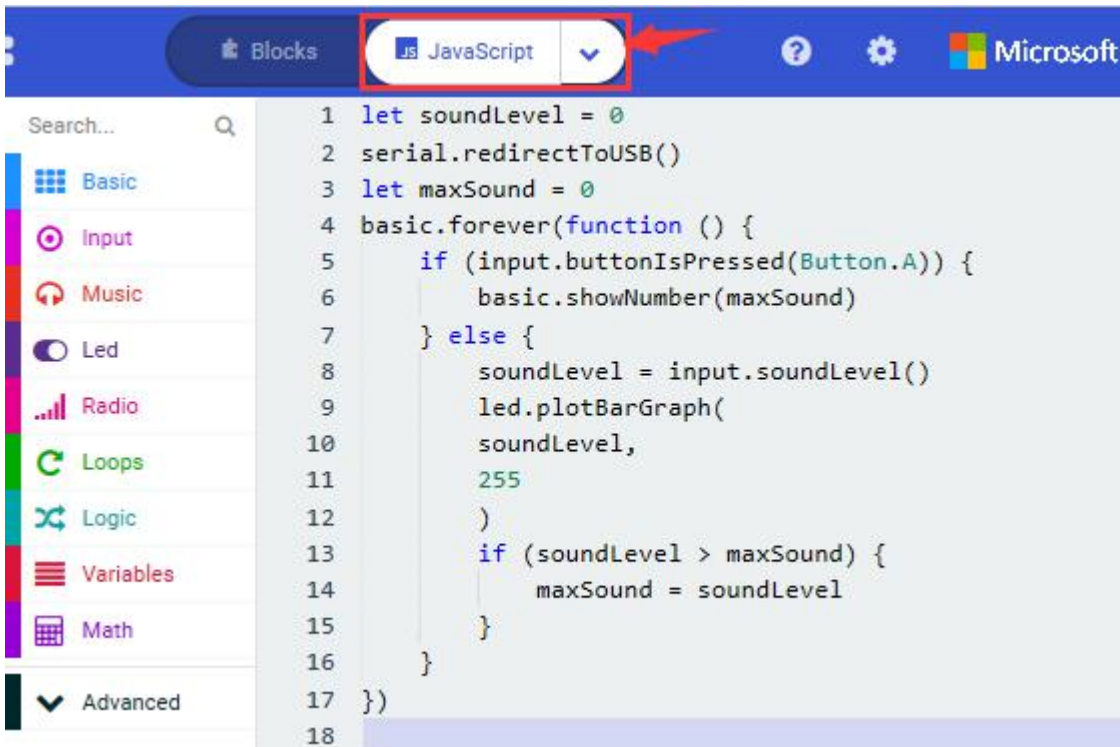 Blocks
JS JavaScript
Microsoft
Search...
Basic
Input
Music
Led
Radio
Loops
Logic
Variables
Math
Advanced
1 let soundLevel = 0
2 serial.redirectToUSB()
3 let maxSound = 0
4 basic.forever(function () {
5     if (input.buttonIsPressed(Button.A)) {
6         basic.showNumber(maxSound)
7     } else {
8         soundLevel = input.soundLevel()
9         led.plotBarGraph(
10         soundLevel,
11         255
12         )
13         if (soundLevel > maxSound) {
14             maxSound = soundLevel
15         }
16     }
17 })
18